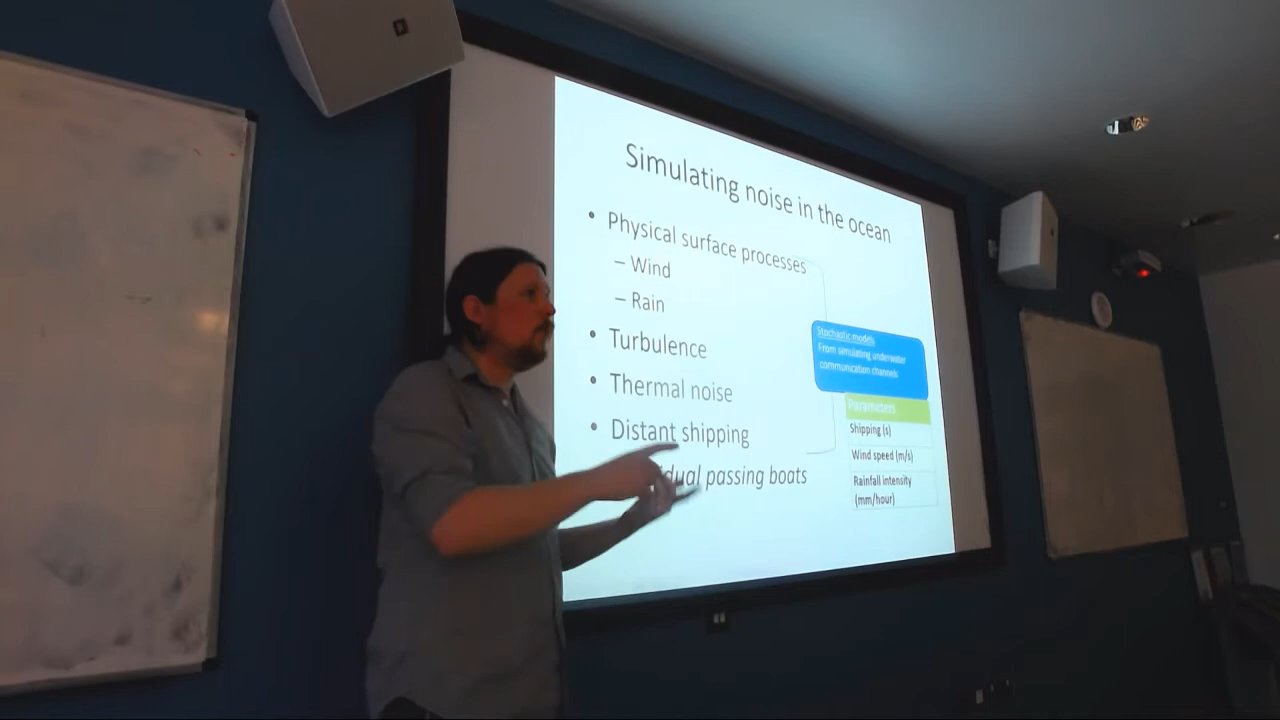 Simulating noise in the ocean
• Physical surface processes
– Wind
– Rain
• Turbulence
• Thermal noise
• Distant shipping
passing boats
Stochastic models
From simulating underwater
communication channels
Parameters
Shipping (s)
Wind speed (m/s)
Rainfall intensity
(mm/hour)